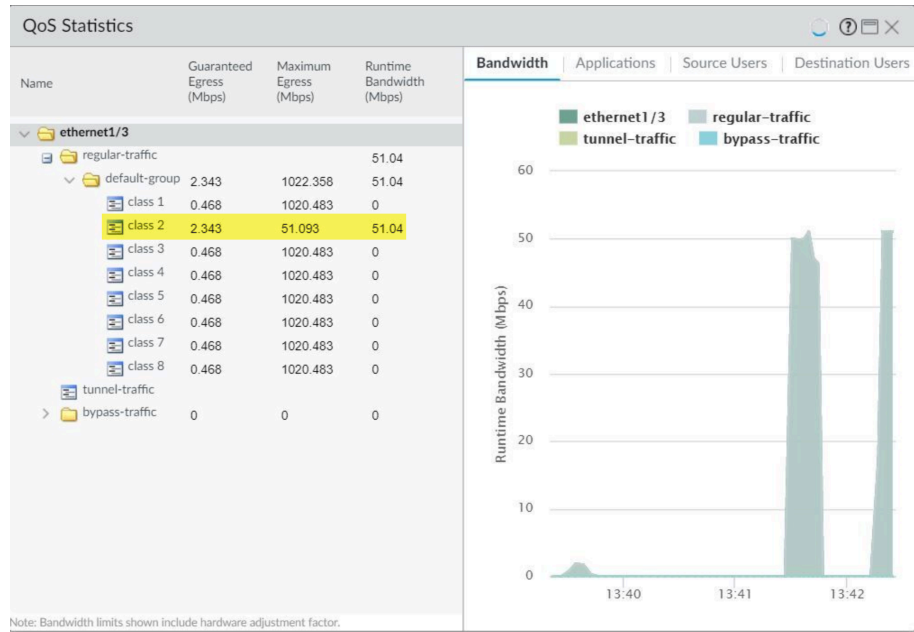 QoS Statistics
Name
Guaranteed
Egress
(Mbps)
Maximum
Egress
(Mbps)
Runtime
Bandwidth
(Mbps)
ethernet1/3
regular-traffic 51.04
default-group 2.343 1022.358 51.04
class 1 0.468 1020.483 0
class 2 2.343 51.093 51.04
class 3 0.468 1020.483 0
class 4 0.468 1020.483 0
class 5 0.468 1020.483 0
class 6 0.468 1020.483 0
class 7 0.468 1020.483 0
class 8 0.468 1020.483 0
tunnel-traffic
bypass-traffic 0 0 0
Note: Bandwidth limits shown include hardware adjustment factor.
Bandwidth Applications Source Users Destination Users
ethernet1/3 regular-traffic
tunnel-traffic bypass-traffic
Runtime Bandwidth (Mbps)
60
50
40
30
20
10
0
13:40 13:41 13:42